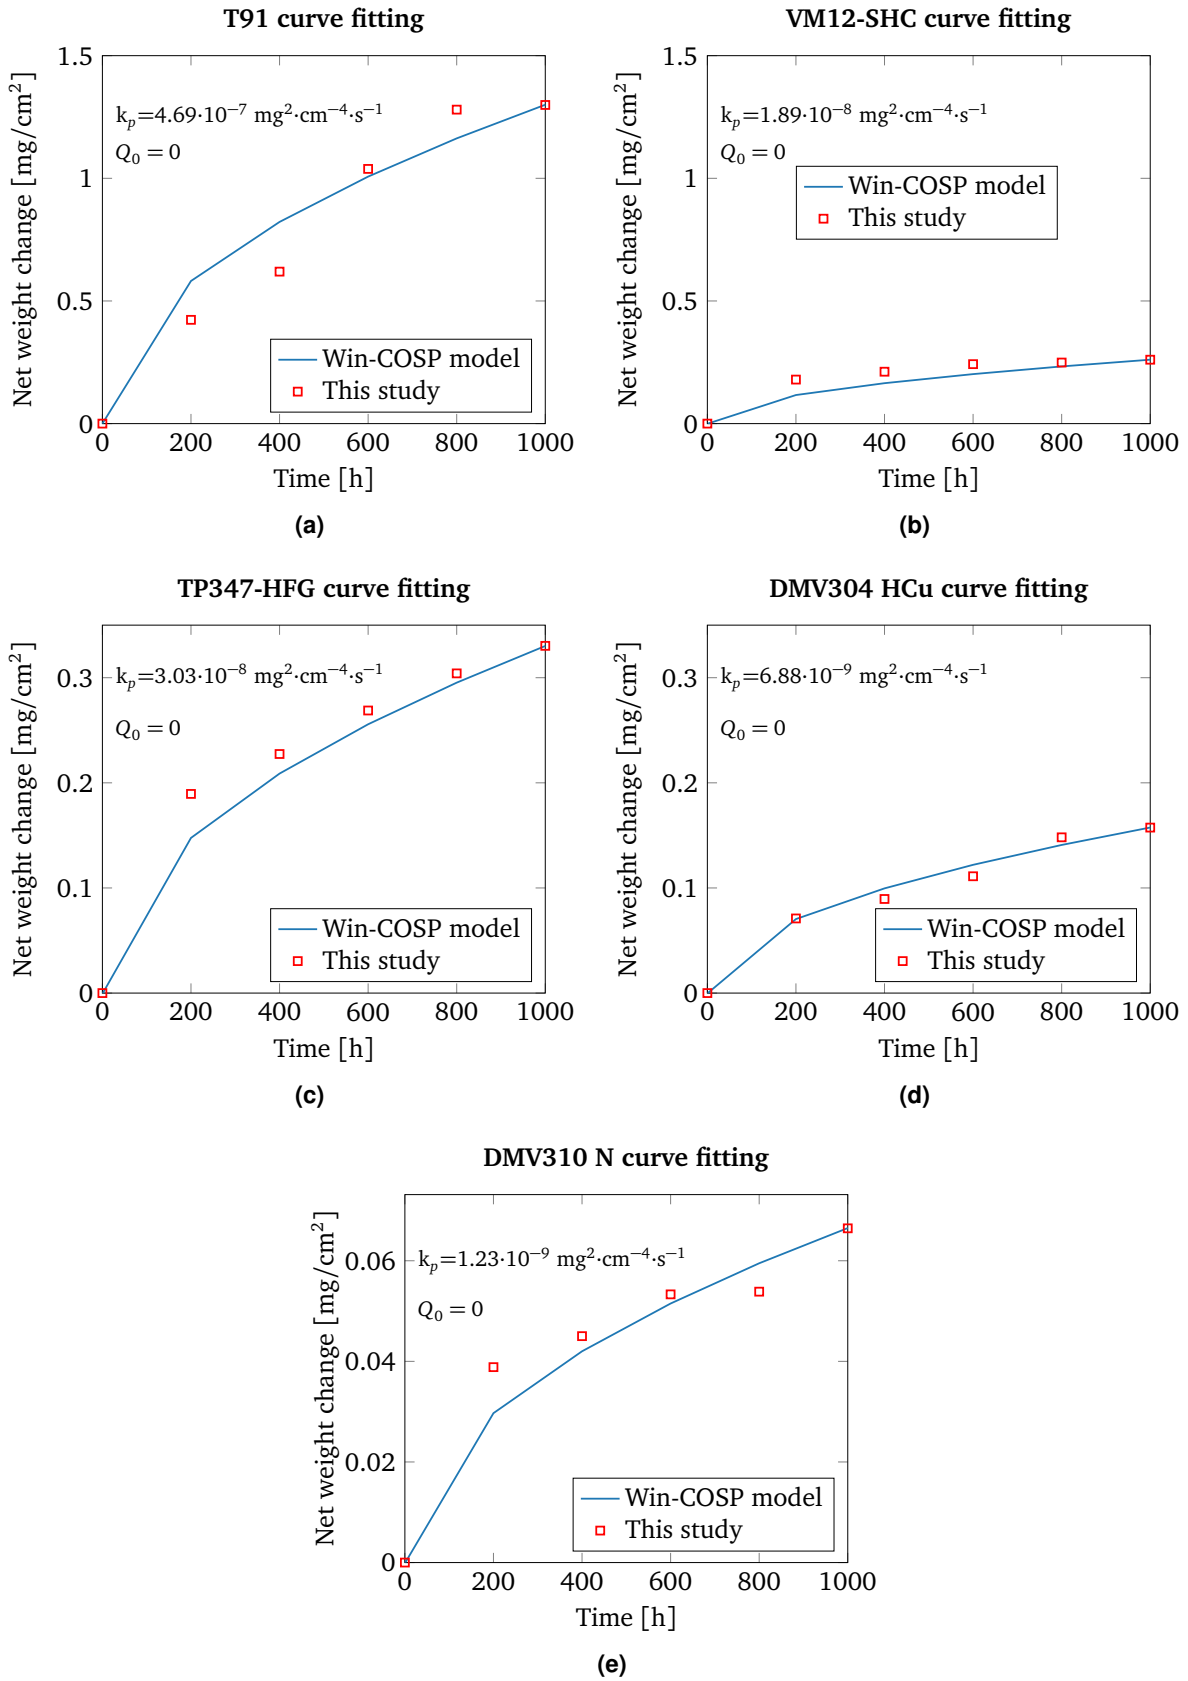 T91 curve fitting
Net weight change [mg/cm²]
1.5
1
0.5
0
kₚ=4.69·10⁻⁷ mg²·cm⁻⁴·s⁻¹
Q₀ = 0
Win-COSP model
This study
0 200 400 600 800 1000
Time [h]
(a)
VM12-SHC curve fitting
Net weight change [mg/cm²]
1.5
1
0.5
0
kₚ=1.89·10⁻⁸ mg²·cm⁻⁴·s⁻¹
Q₀ = 0
Win-COSP model
This study
0 200 400 600 800 1000
Time [h]
(b)
TP347-HFG curve fitting
Net weight change [mg/cm²]
0.3
0.2
0.1
0
kₚ=3.03·10⁻⁸ mg²·cm⁻⁴·s⁻¹
Q₀ = 0
Win-COSP model
This study
0 200 400 600 800 1000
Time [h]
(c)
DMV304 HCu curve fitting
Net weight change [mg/cm²]
0.3
0.2
0.1
0
kₚ=6.88·10⁻⁹ mg²·cm⁻⁴·s⁻¹
Q₀ = 0
Win-COSP model
This study
0 200 400 600 800 1000
Time [h]
(d)
DMV310 N curve fitting
Net weight change [mg/cm²]
0.06
0.04
0.02
0
kₚ=1.23·10⁻⁹ mg²·cm⁻⁴·s⁻¹
Q₀ = 0
Win-COSP model
This study
0 200 400 600 800 1000
Time [h]
(e)